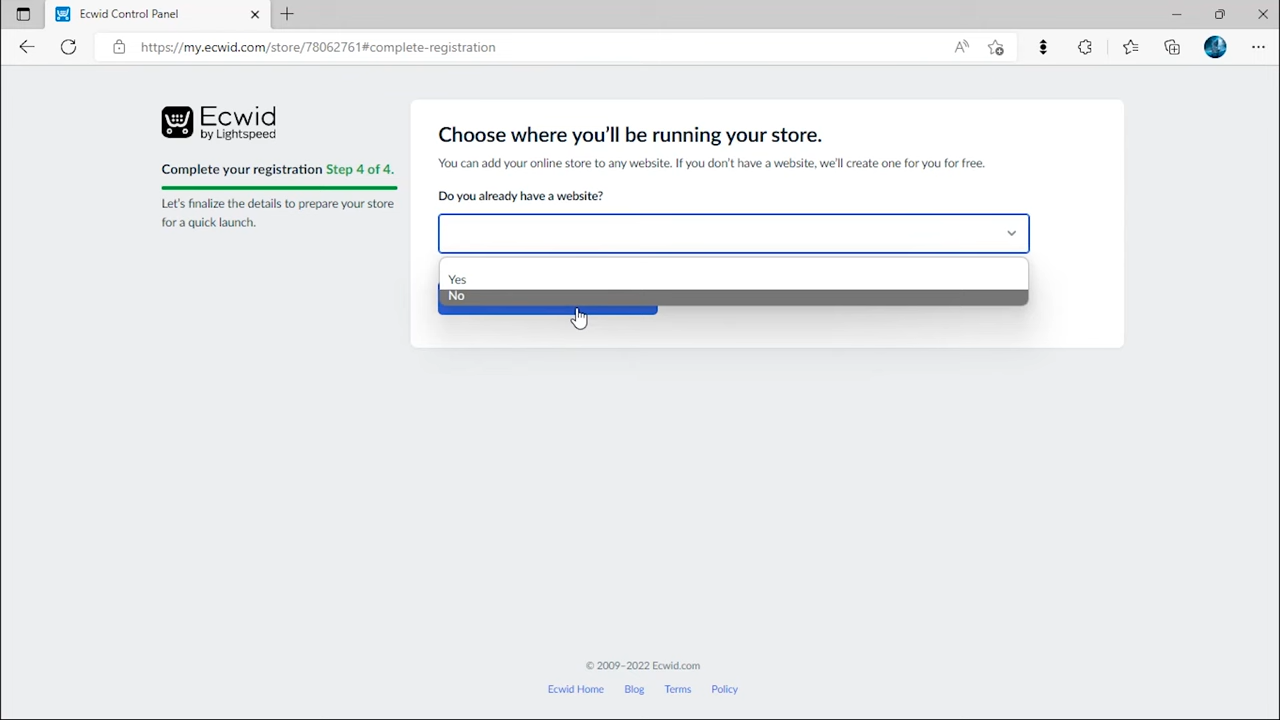 Ecwid Control Panel
https://my.ecwid.com/store/78062761#complete-registration
Ecwid
by Lightspeed
Complete your registration Step 4 of 4.
Let's finalize the details to prepare your store
for a quick launch.
Choose where you'll be running your store.
You can add your online store to any website. If you don't have a website, we'll create one for you for free.
Do you already have a website?
Yes
No
© 2009–2022 Ecwid.com
Ecwid Home Blog Terms Policy